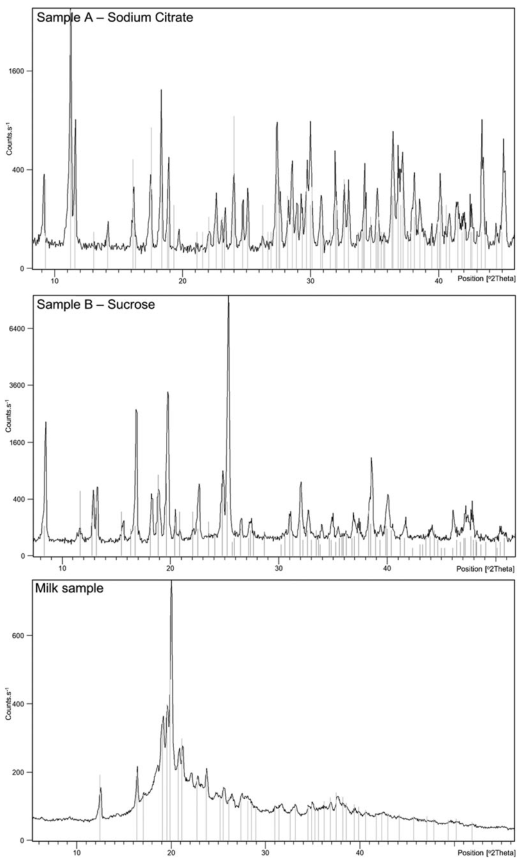 Sample A – Sodium Citrate
Counts.s⁻¹
1600
400
0
10
20
30
40
Position [°2Theta]
Sample B – Sucrose
Counts.s⁻¹
6400
3600
1600
400
0
10
20
30
40
Position [°2Theta]
Milk sample
Counts.s⁻¹
600
400
200
0
10
20
30
40
Position [°2Theta]